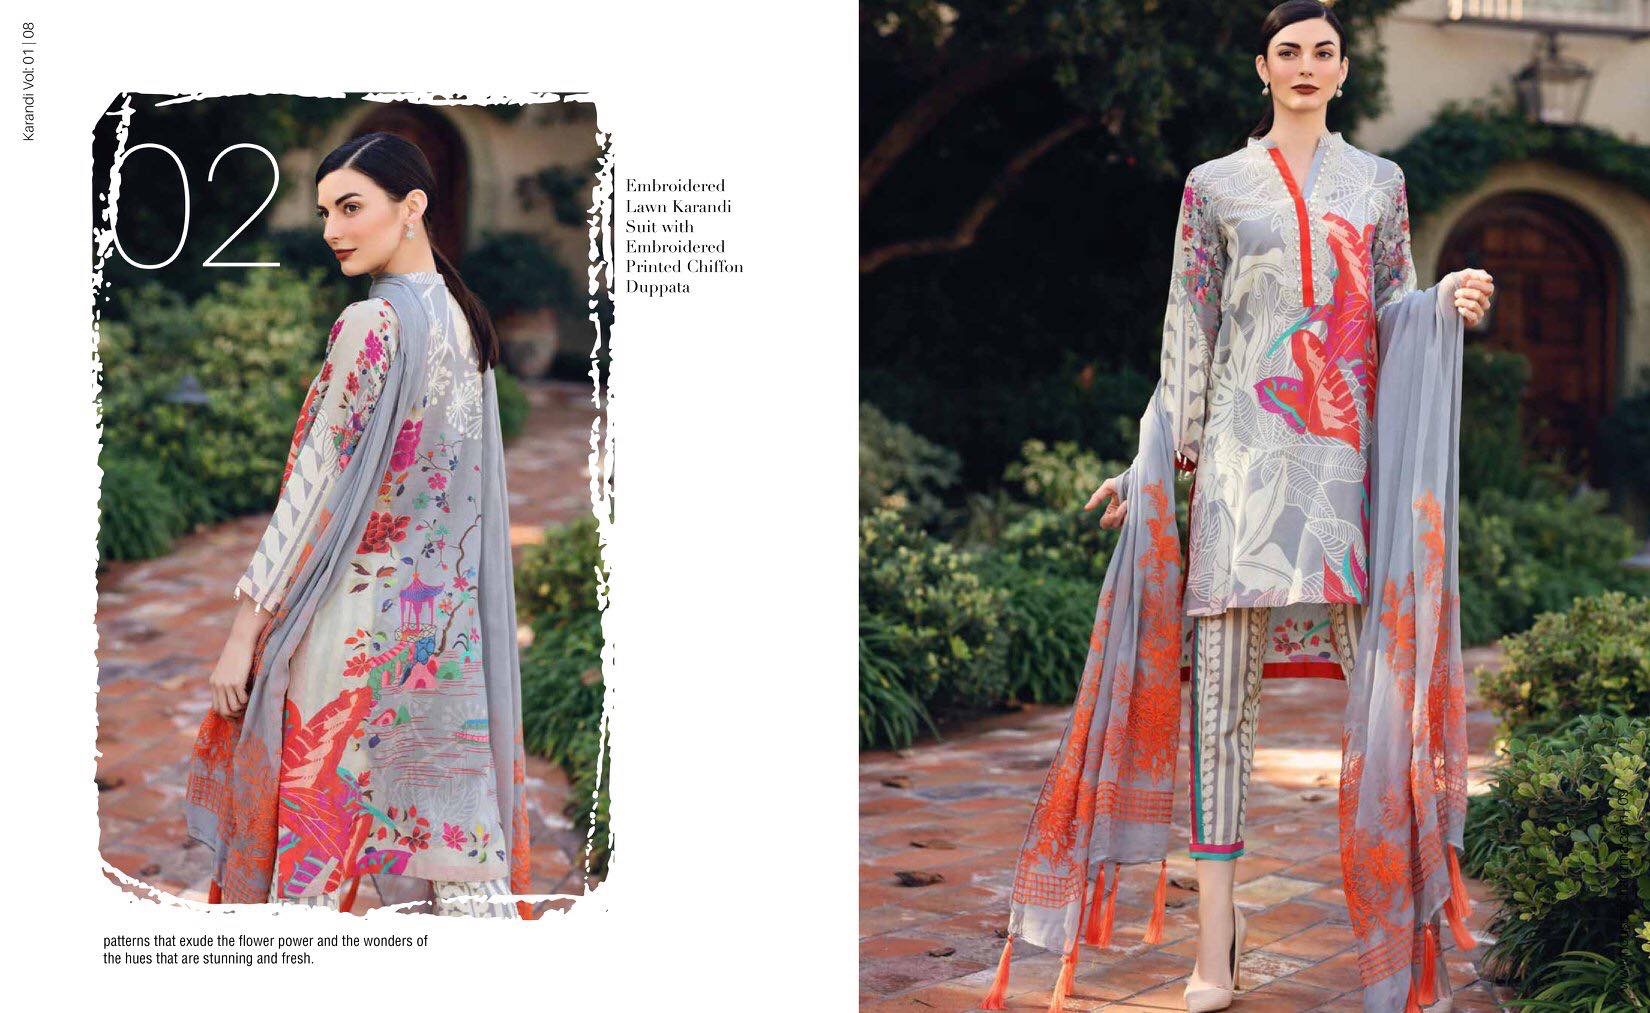 Karandi Vol: 01 | 08
02
Embroidered
Lawn Karandi
Suit with
Embroidered
Printed Chiffon
Duppata
patterns that exude the flower power and the wonders of
the hues that are stunning and fresh.